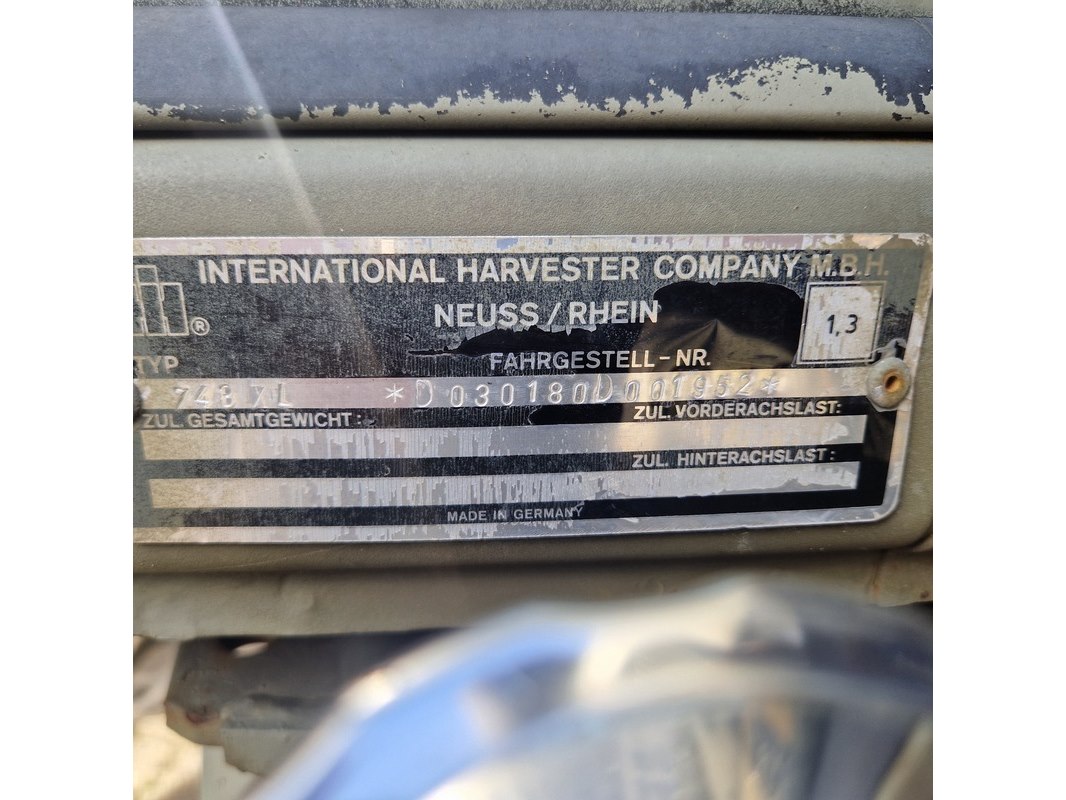 INTERNATIONAL HARVESTER COMPANY M.B.H.
NEUSS/RHEIN
1,3
®
TYP
FAHRGESTELL-NR.
*D030180D001952*
ZUL. GESAMTGEWICHT:
ZUL. VORDERACHSLAST:
ZUL. HINTERACHSLAST:
MADE IN GERMANY